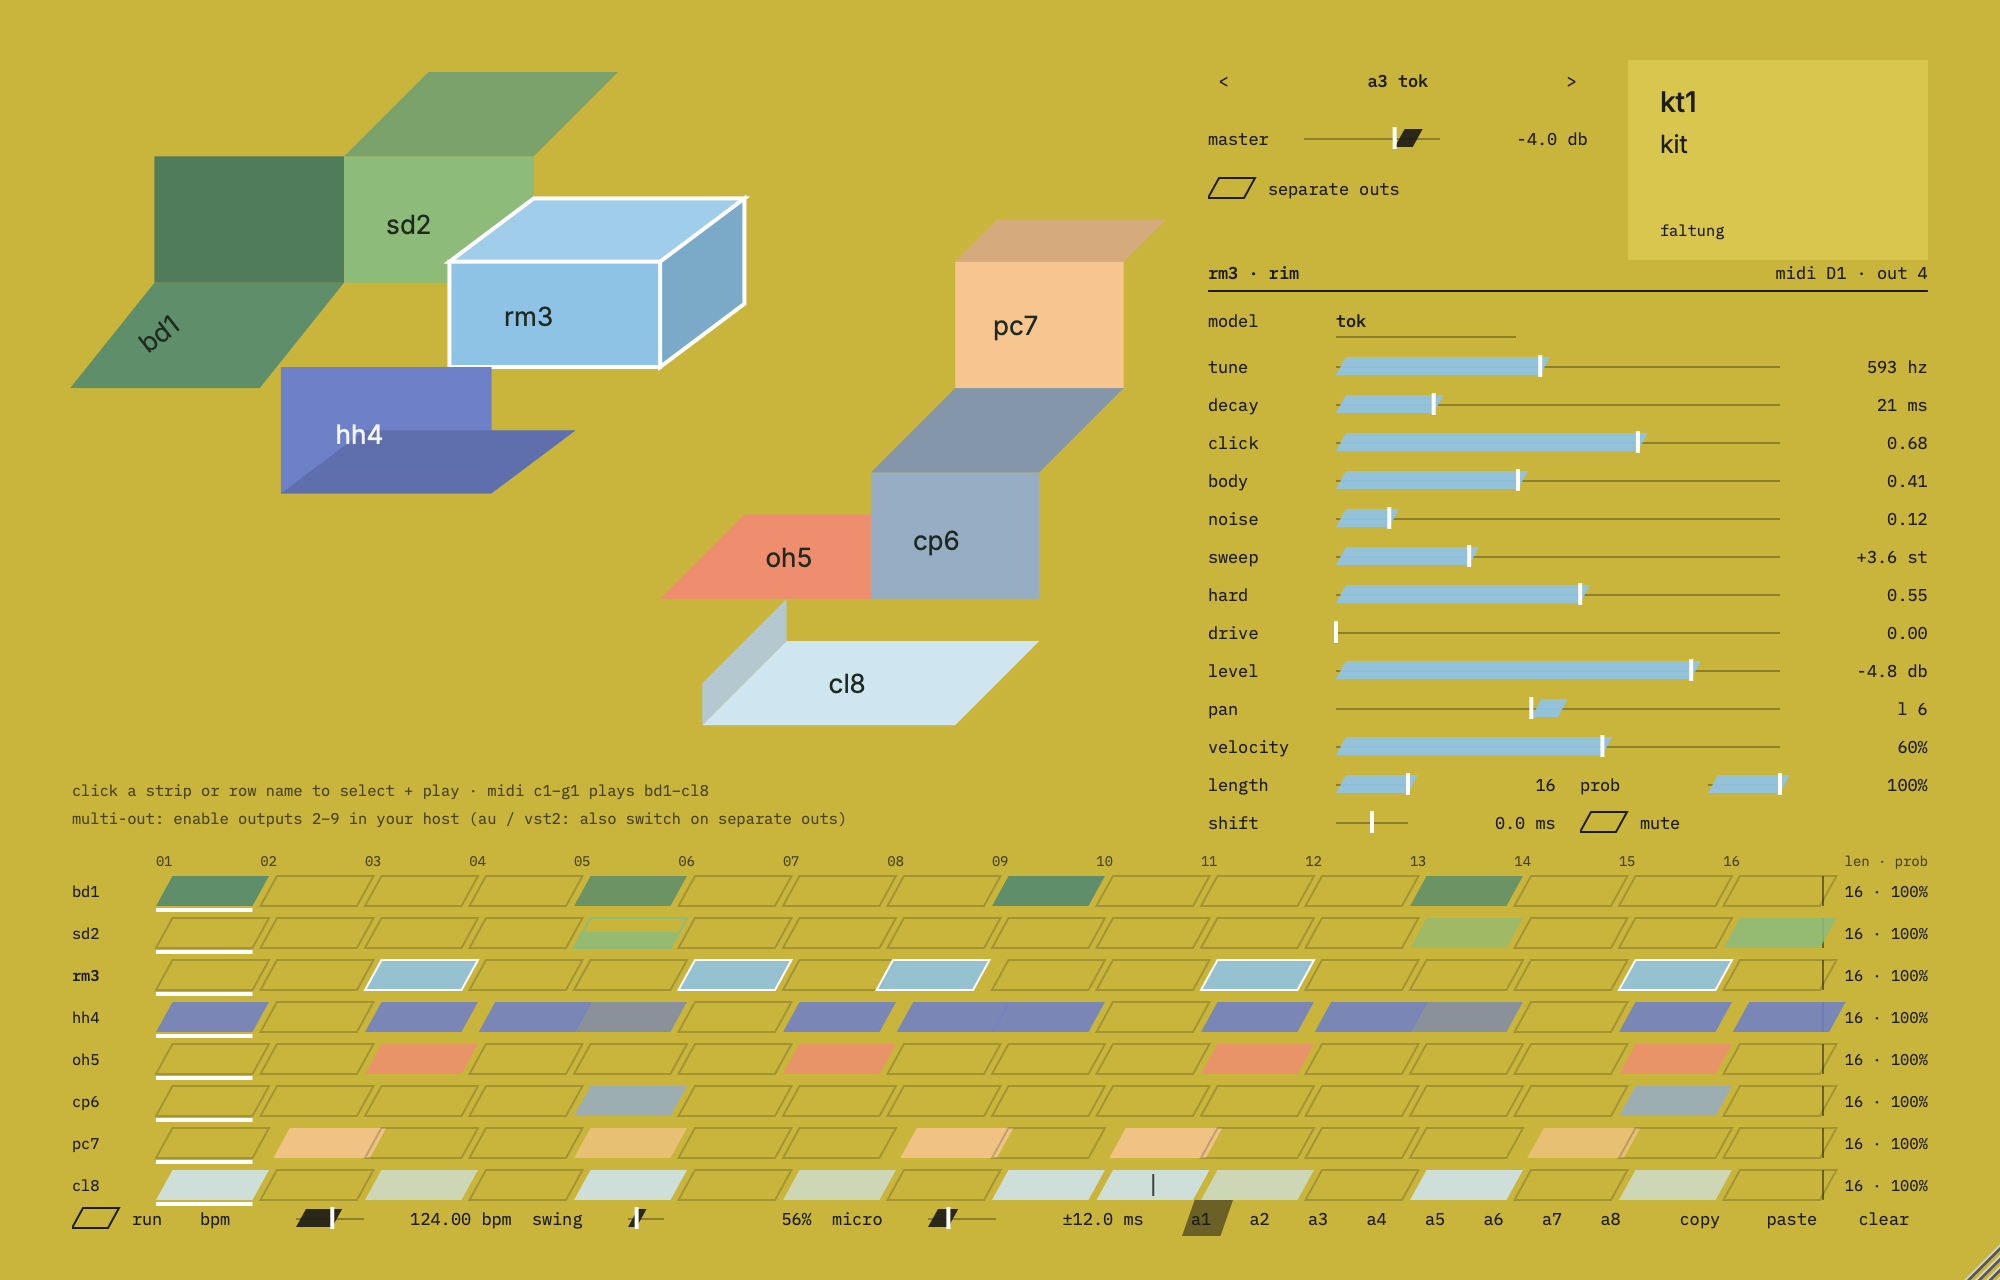 < a3 tok >
master -4.0 db
separate outs
kt1
kit
faltung
sd2
bd1
rm3
hh4
pc7
oh5
cp6
cl8
rm3 · rim midi D1 · out 4
model tok
tune 593 hz
decay 21 ms
click 0.68
body 0.41
noise 0.12
sweep +3.6 st
hard 0.55
drive 0.00
level -4.8 db
pan l 6
velocity 60%
length 16 prob 100%
shift 0.0 ms mute
click a strip or row name to select + play · midi c1-g1 plays bd1-cl8
multi-out: enable outputs 2-9 in your host (au / vst2: also switch on separate outs)
01 02 03 04 05 06 07 08 09 10 11 12 13 14 15 16 len · prob
bd1 16 · 100%
sd2 16 · 100%
rm3 16 · 100%
hh4 16 · 100%
oh5 16 · 100%
cp6 16 · 100%
pc7 16 · 100%
cl8 16 · 100%
run bpm 124.00 bpm swing 56% micro ±12.0 ms a1 a2 a3 a4 a5 a6 a7 a8 copy paste clear